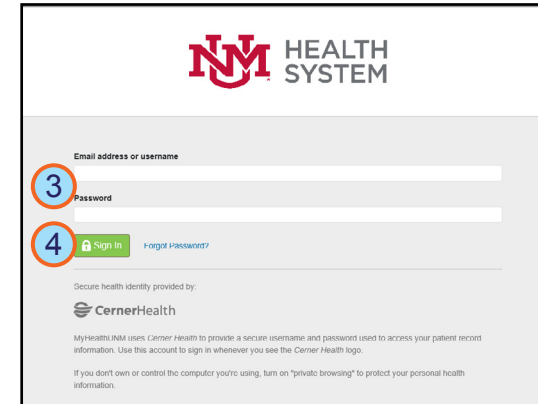 UNM HEALTH
SYSTEM
Email address or username
3
Password
4 Sign In Forgot Password?
Secure health identity provided by:
CernerHealth
MyHealthUNM uses Cerner Health to provide a secure username and password used to access your patient record
information. Use this account to sign in whenever you see the Cerner Health logo.
If you don't own or control the computer you're using, turn on "private browsing" to protect your personal health
information.